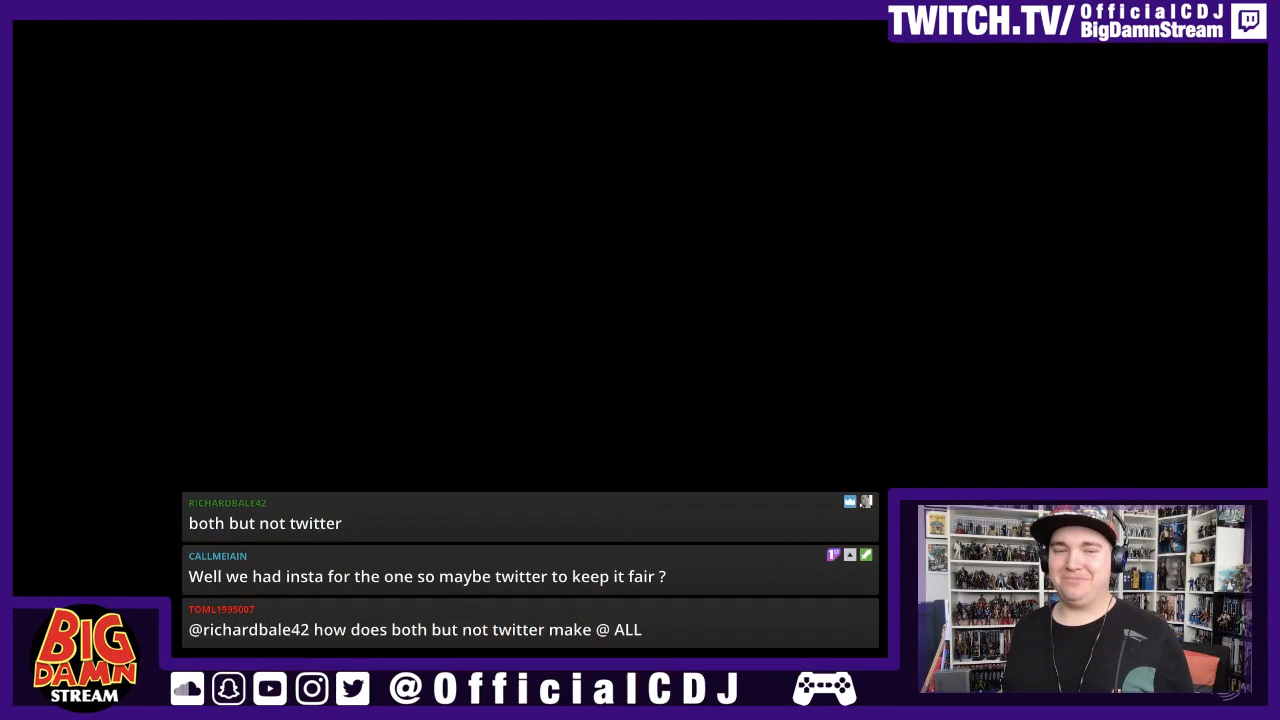 TWITCH.TV/ OfficialCDJ
BigDamnStream
RICHARDBALE42
both but not twitter
CALLMEIAIN
Well we had insta for the one so maybe twitter to keep it fair ?
TOML1995007
@richardbale42 how does both but not twitter make @ ALL
BIG
DAMN
STREAM
@OfficialCDJ